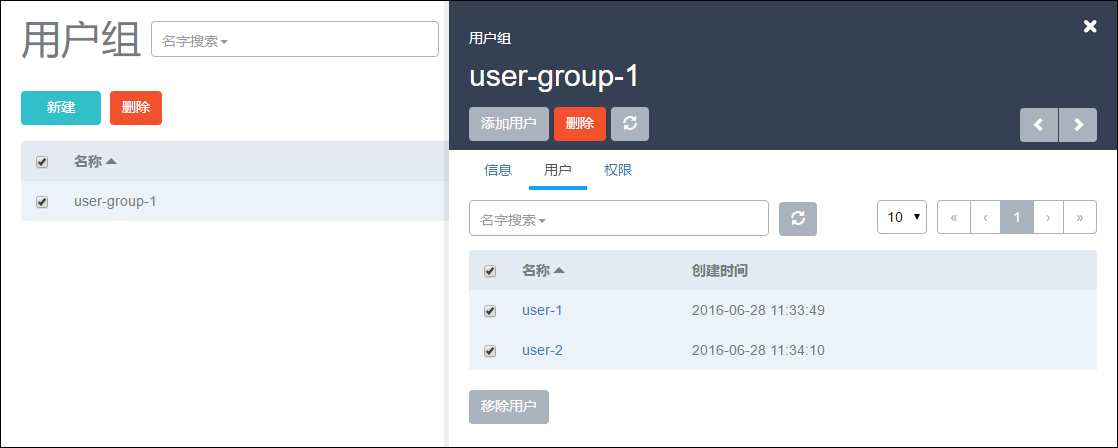 用户组
名字搜索
新建 删除
名称
user-group-1
用户组
user-group-1
添加用户 删除
信息 用户 权限
名字搜索 10 « ‹ 1 › »
名称 创建时间
user-1 2016-06-28 11:33:49
user-2 2016-06-28 11:34:10
移除用户